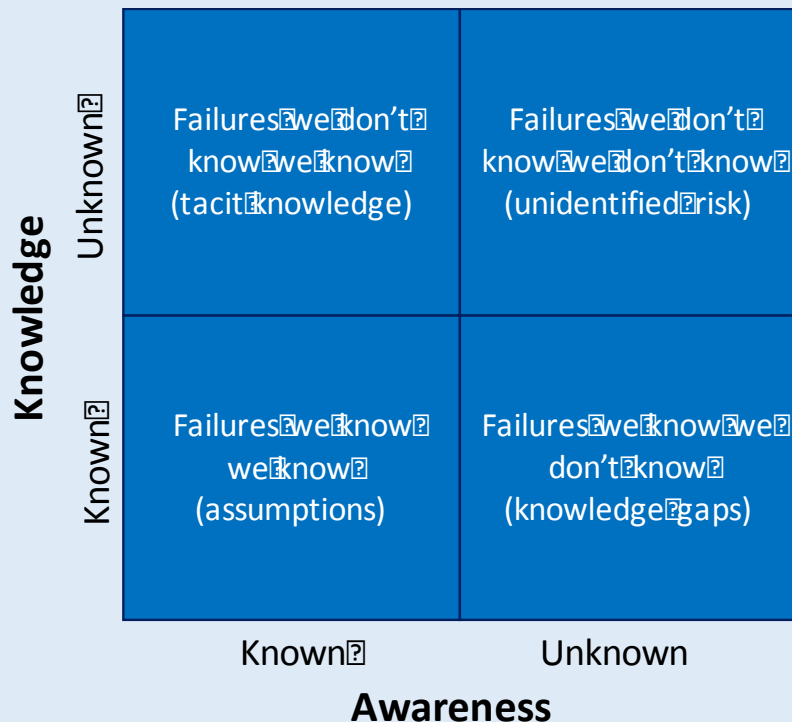 Knowledge
Unknown⍰
Failures⍰we⍰don't⍰
know⍰we⍰know⍰
(tacit⍰knowledge)
Failures⍰we⍰don't⍰
know⍰we⍰don't⍰know⍰
(unidentified⍰risk)
Known⍰
Failures⍰we⍰know⍰
we⍰know⍰
(assumptions)
Failures⍰we⍰know⍰we⍰
don't⍰know⍰
(knowledge⍰gaps)
Known⍰
Unknown
Awareness